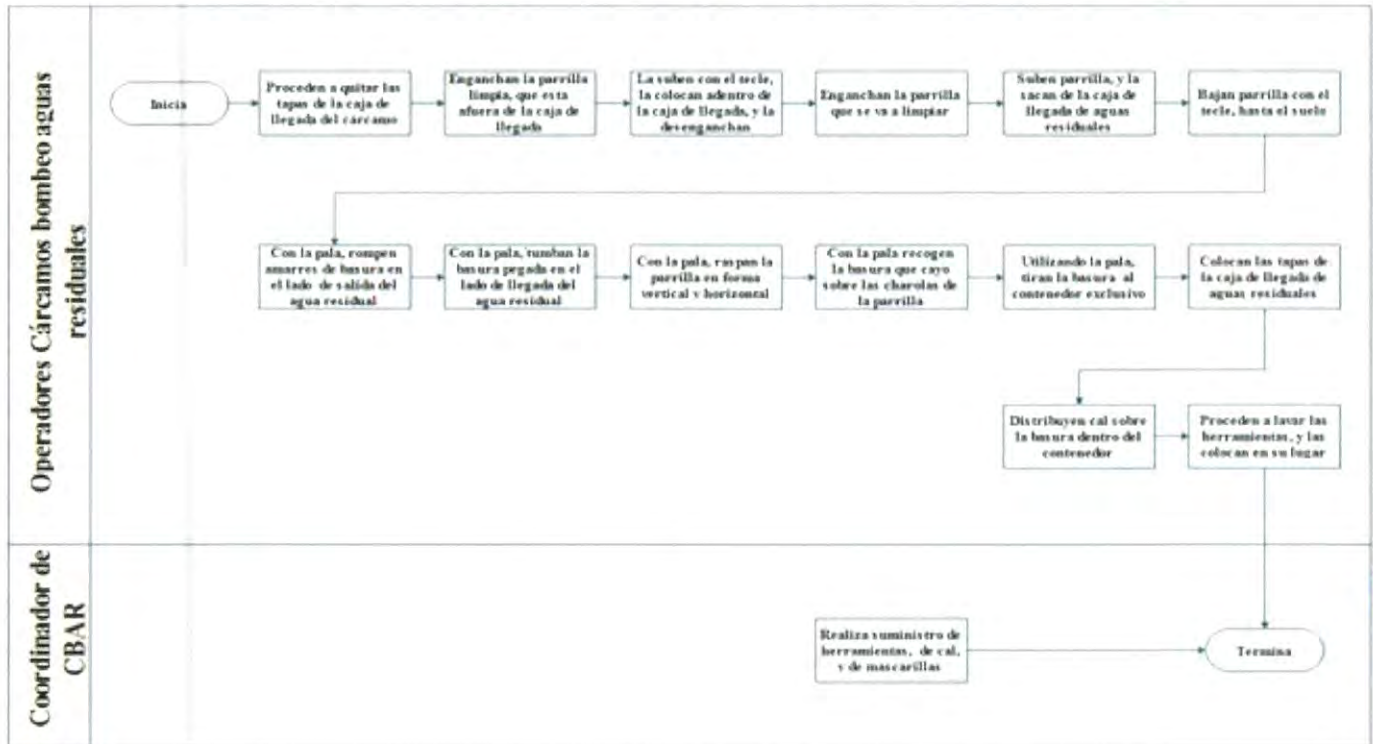 Operadores Cárcamos bombeo aguas
residuales
Inicia
Proceden a quitar las
tapas de la caja de
llegada del cárcamo
Enganchan la parrilla
limpia, que esta
afuera de la caja de
llegada
La suben con el tecle,
la colocan adentro de
la caja de llegada, y la
desenganchan
Enganchan la parrilla
que se va a limpiar
Suben parrilla, y la
sacan de la caja de
llegada de aguas
residuales
Bajan parrilla con el
tecle, hasta el suelo
Con la pala, rompen
amarres de basura en
el lado de salida del
agua residual
Con la pala, tumban la
basura pegada en el
lado de llegada del
agua residual
Con la pala, raspan la
parrilla en forma
vertical y horizontal
Con la pala recogen
la basura que cayo
sobre las charolas de
la parrilla
Utilizando la pala,
tiran la basura al
contenedor exclusivo
Colocan las tapas de
la caja de llegada de
aguas residuales
Distribuyen cal sobre
la basura dentro del
contenedor
Proceden a lavar las
herramientas, y las
colocan en su lugar
Coordinador de
CBAR
Realiza suministro de
herramientas, de cal,
y de mascarillas
Termina